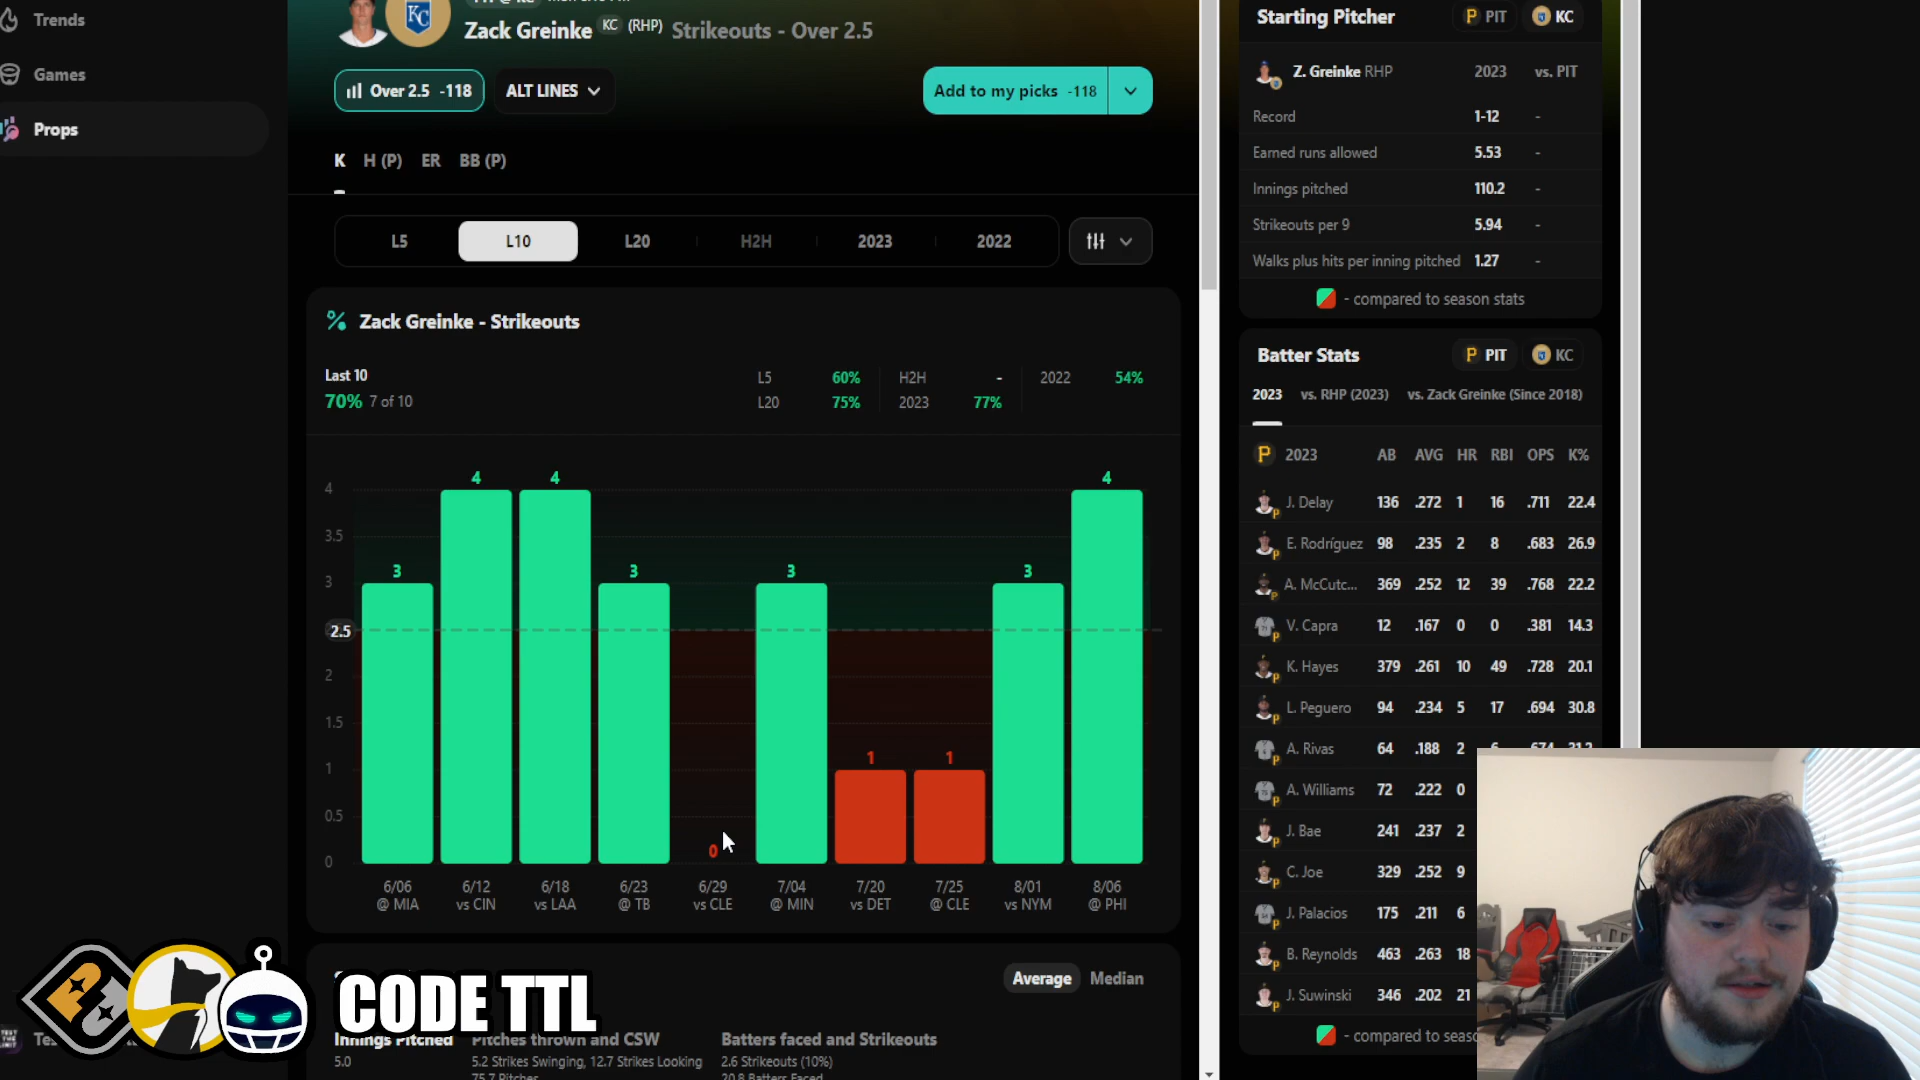 Trends
Games
Props
Zack Greinke KC (RHP) Strikeouts - Over 2.5
Over 2.5 -118
ALT LINES
Add to my picks -118
K H (P) ER BB (P)
L5 L10 L20 H2H 2023 2022
Zack Greinke - Strikeouts
Last 10
70% 7 of 10
L5 60% H2H - 2022 54%
L20 75% 2023 77%
4 3.5 3 2.5 2 1.5 1 0.5 0
3 4 4 3 0 3 1 1 3 4
6/06 6/12 6/18 6/23 6/29 7/04 7/20 7/25 8/01 8/06
@ MIA vs CIN vs LAA @ TB vs CLE @ MIN vs DET @ CLE vs NYM @ PHI
Average Median
Innings Pitched Pitches thrown and CSW Batters faced and Strikeouts
5.0 5.2 Strikes Swinging, 12.7 Strikes Looking 2.6 Strikeouts (10%)
75.7 Pitches 20.8 Batters Faced
CODE TTL
Starting Pitcher P PIT KC
Z. Greinke RHP 2023 vs. PIT
Record 1-12 -
Earned runs allowed 5.53 -
Innings pitched 110.2 -
Strikeouts per 9 5.94 -
Walks plus hits per inning pitched 1.27 -
- compared to season stats
Batter Stats P PIT KC
2023 vs. RHP (2023) vs. Zack Greinke (Since 2018)
P 2023 AB AVG HR RBI OPS K%
J. Delay 136 .272 1 16 .711 22.4
E. Rodríguez 98 .235 2 8 .683 26.9
A. McCutc... 369 .252 12 39 .768 22.2
V. Capra 12 .167 0 0 .381 14.3
K. Hayes 379 .261 10 49 .728 20.1
L. Peguero 94 .234 5 17 .694 30.8
A. Rivas 64 .188 2
A. Williams 72 .222 0
J. Bae 241 .237 2
C. Joe 329 .252 9
J. Palacios 175 .211 6
B. Reynolds 463 .263 18
J. Suwinski 346 .202 21
- compared to